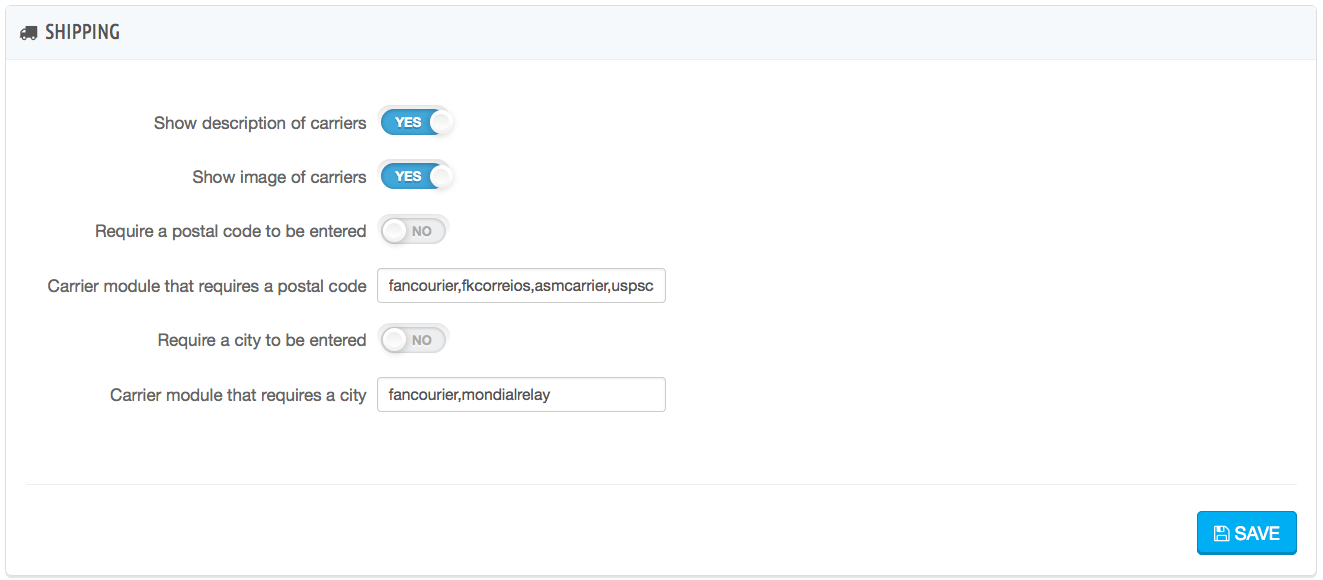 SHIPPING
Show description of carriers YES
Show image of carriers YES
Require a postal code to be entered NO
Carrier module that requires a postal code fancourier,fkcorreios,asmcarrier,uspsc
Require a city to be entered NO
Carrier module that requires a city fancourier,mondialrelay
SAVE